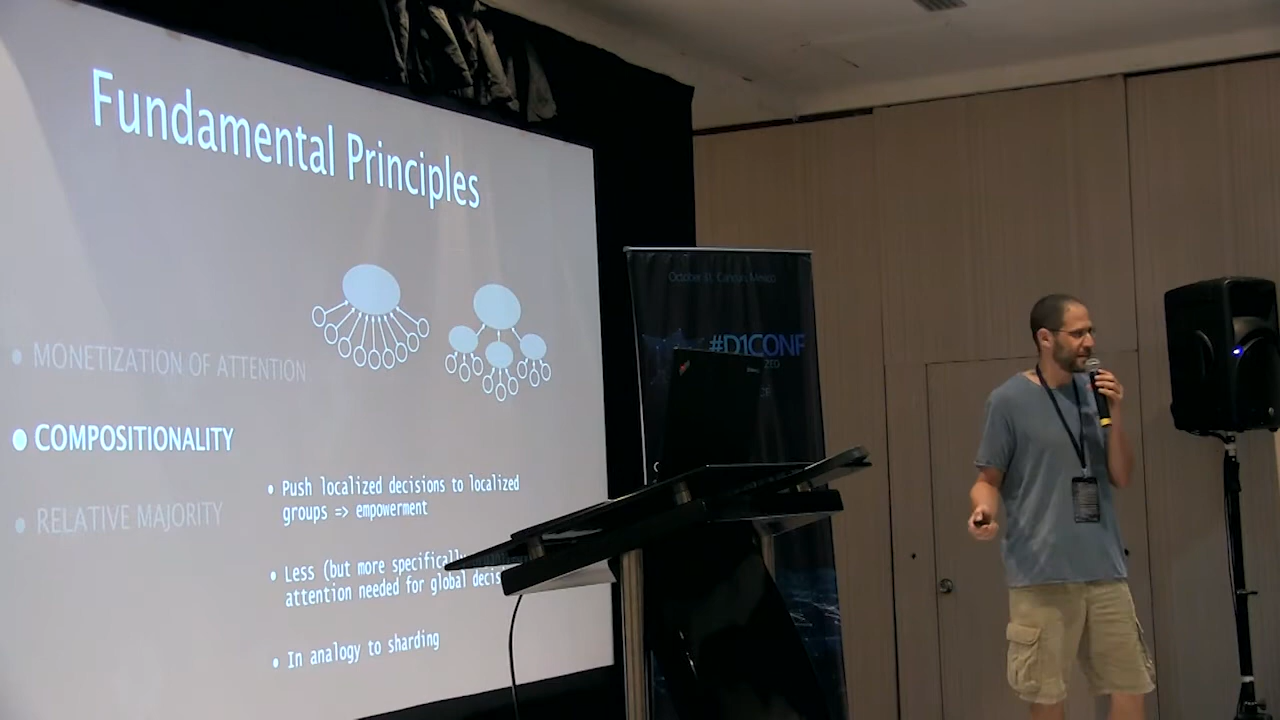 Fundamental Principles
• MONETIZATION OF ATTENTION
• COMPOSITIONALITY
• RELATIVE MAJORITY
• Push localized decisions to localized
groups => empowerment
• Less (but more specifically
attention needed for global
• In analogy to sharding
October 31, Cancun, Mexico
#D1CONF